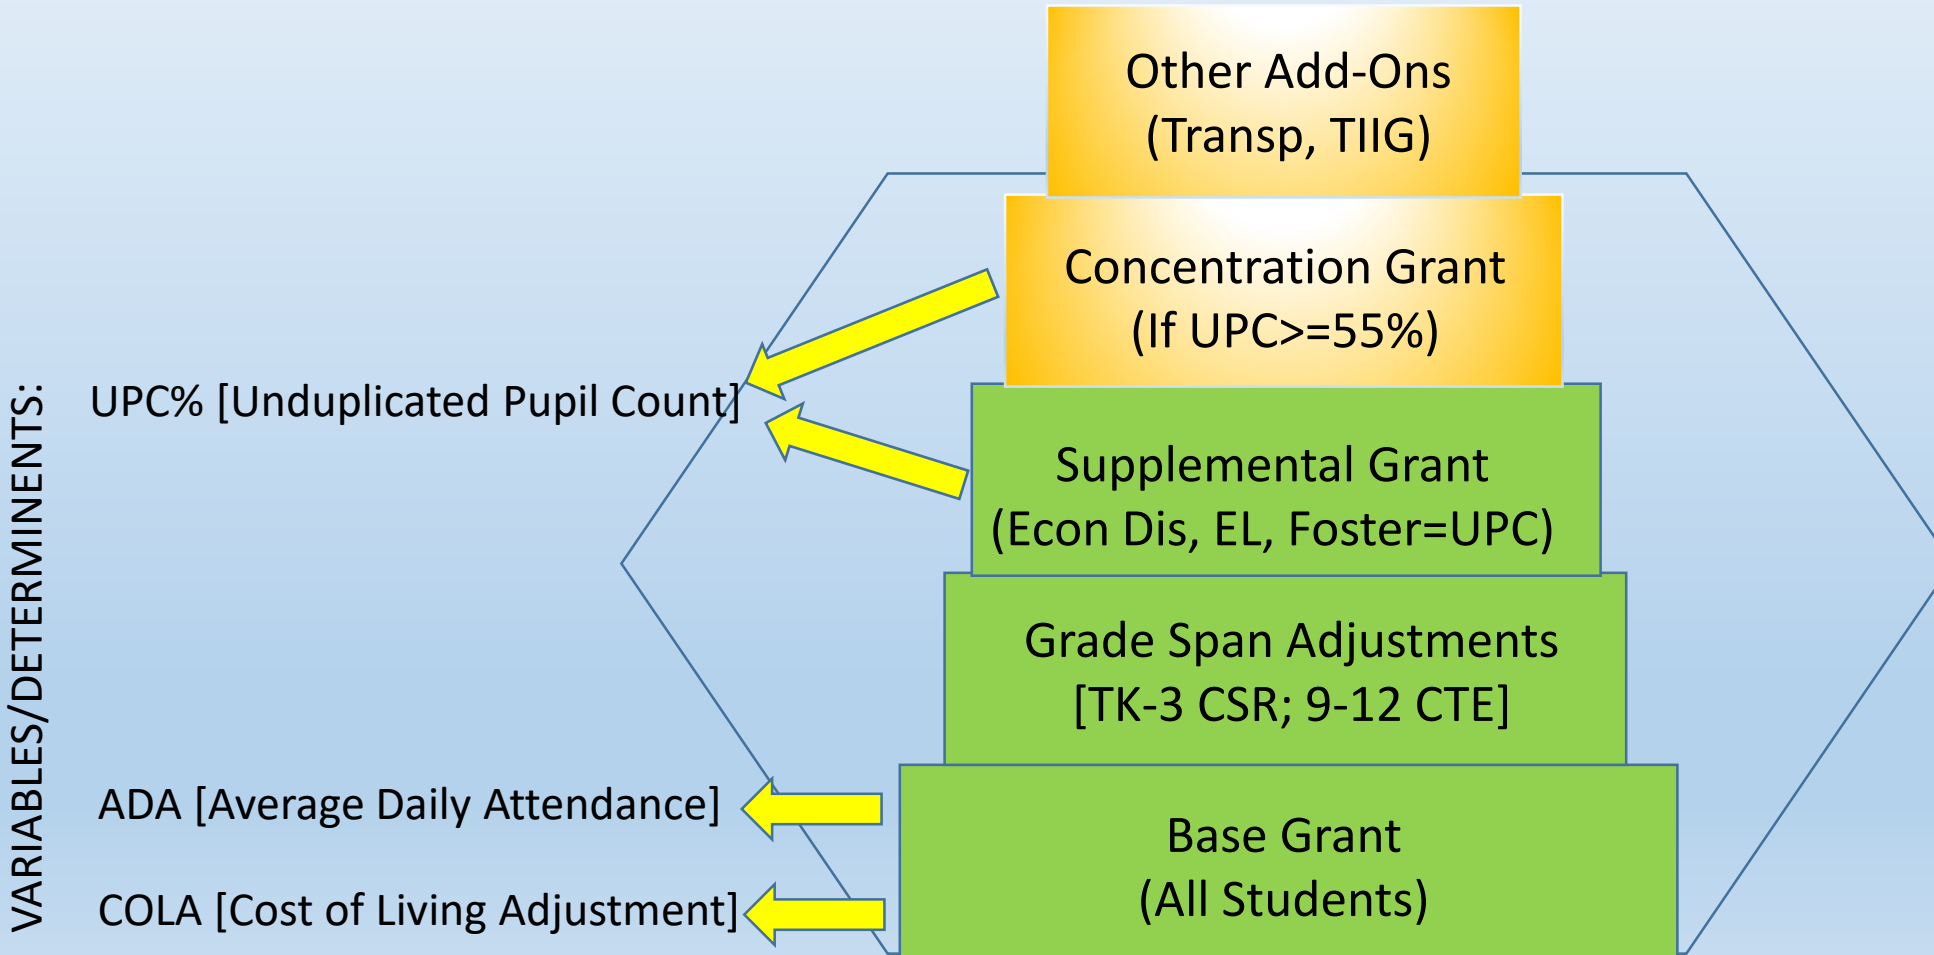 Other Add-Ons
(Transp, TIIG)
Concentration Grant
(If UPC>=55%)
UPC% [Unduplicated Pupil Count]
Supplemental Grant
(Econ Dis, EL, Foster=UPC)
Grade Span Adjustments
[TK-3 CSR; 9-12 CTE]
ADA [Average Daily Attendance]
Base Grant
(All Students)
COLA [Cost of Living Adjustment]
VARIABLES/DETERMINENTS: